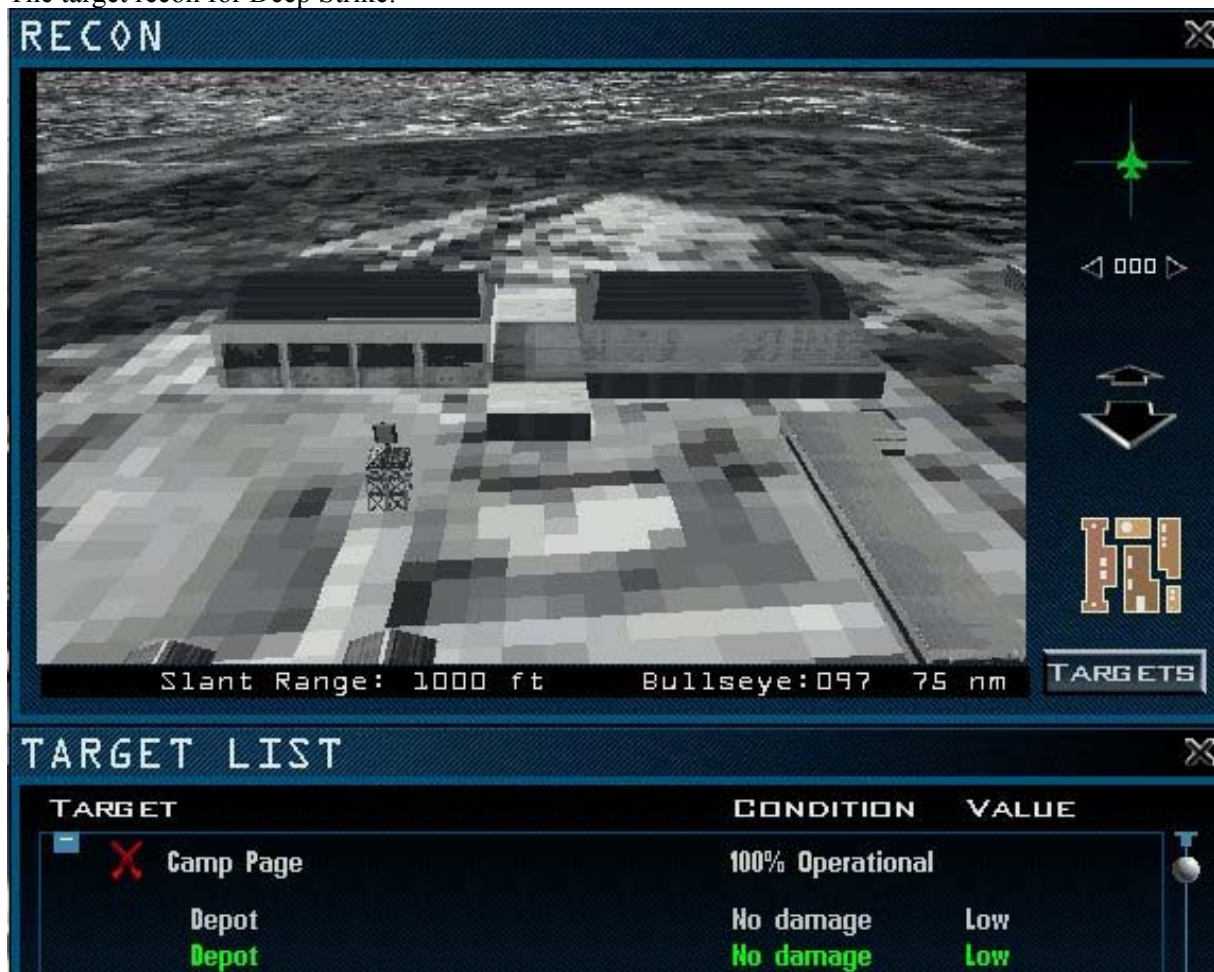 The target recon for Deep Strike.
RECON
000
Slant Range: 1000 ft Bullseye:097 75 nm
TARGETS
TARGET LIST
TARGET CONDITION VALUE
Camp Page 100% Operational
Depot No damage Low
Depot No damage Low